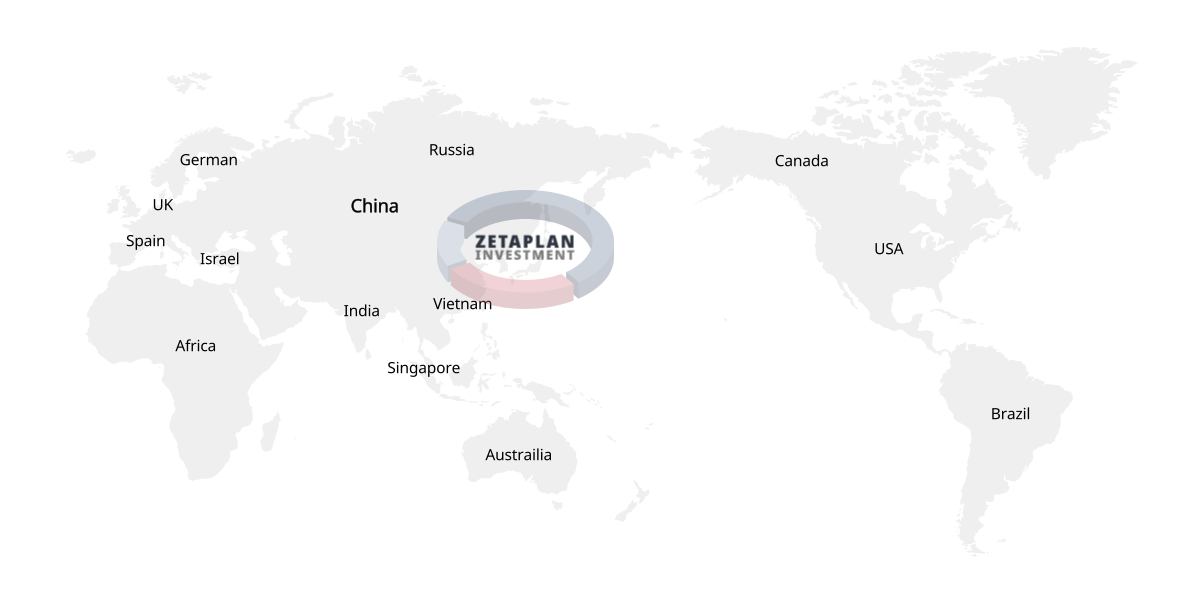 Russia
German
Canada
UK
China
Spain
ZETAPLAN
INVESTMENT
USA
Israel
Vietnam
India
Africa
Singapore
Brazil
Austrailia